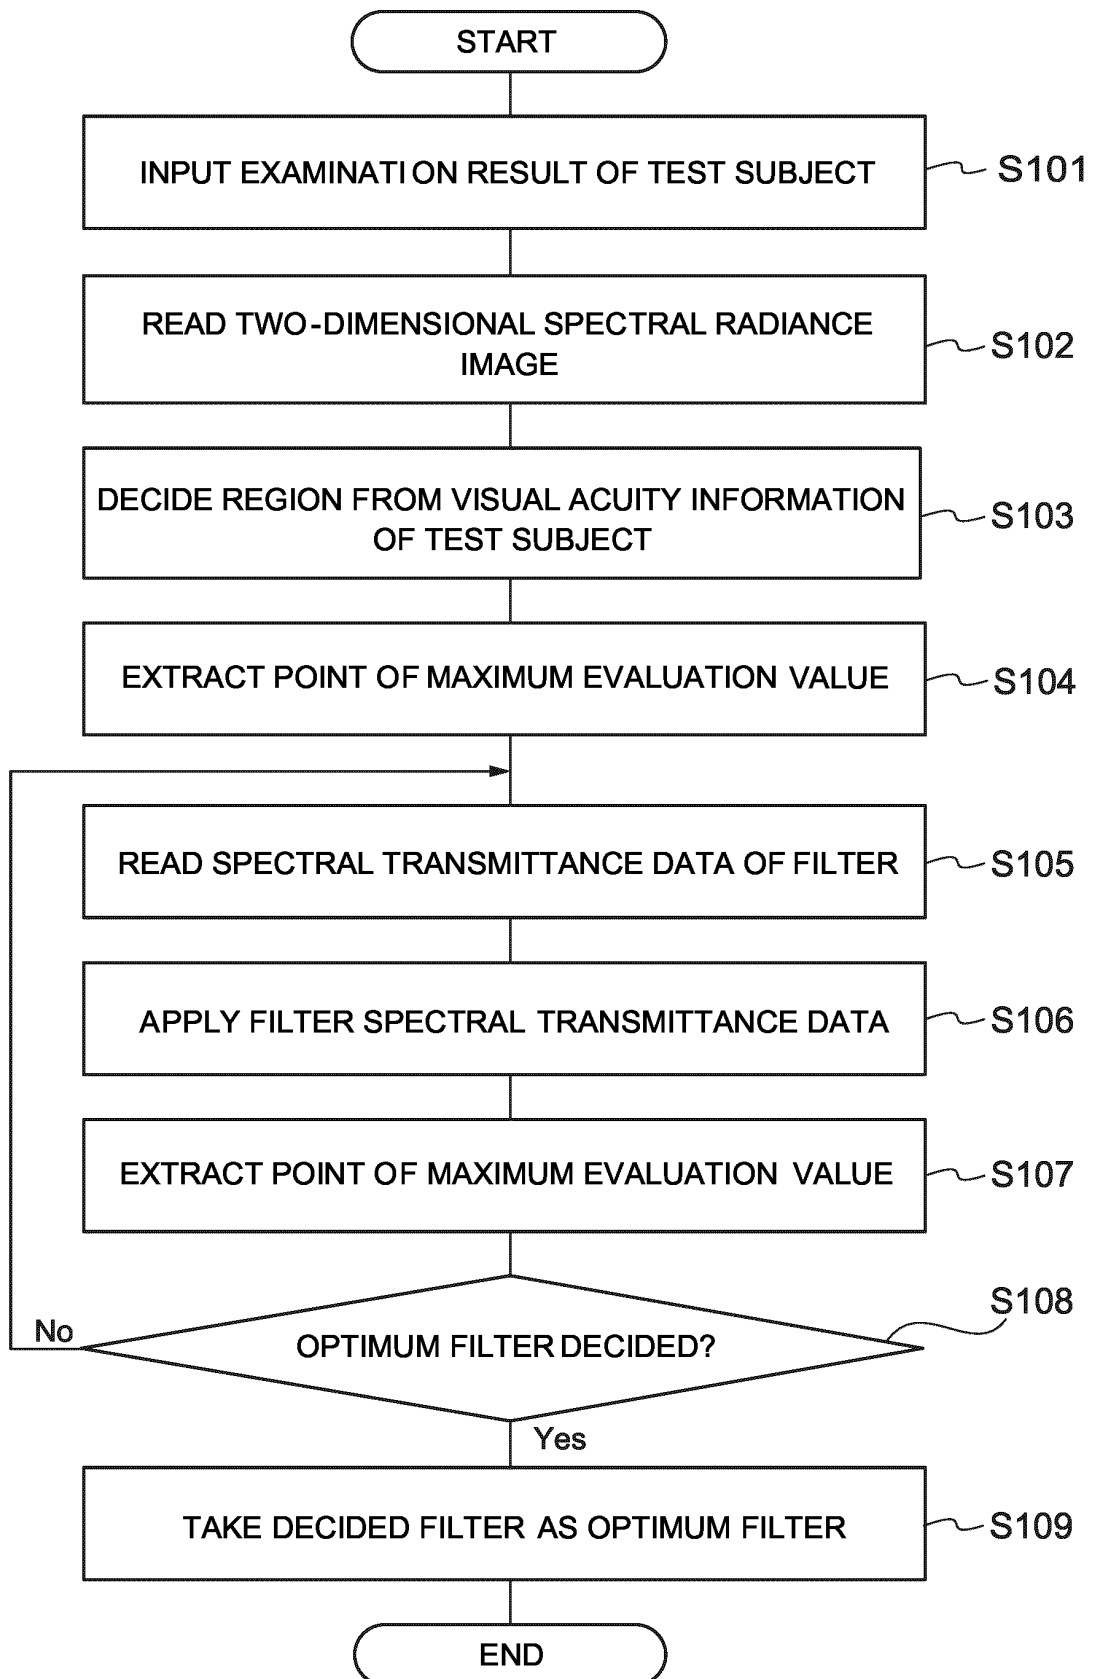 START
INPUT EXAMINATION RESULT OF TEST SUBJECT
S101
READ TWO-DIMENSIONAL SPECTRAL RADIANCE
IMAGE
S102
DECIDE REGION FROM VISUAL ACUITY INFORMATION
OF TEST SUBJECT
S103
EXTRACT POINT OF MAXIMUM EVALUATION VALUE
S104
READ SPECTRAL TRANSMITTANCE DATA OF FILTER
S105
APPLY FILTER SPECTRAL TRANSMITTANCE DATA
S106
EXTRACT POINT OF MAXIMUM EVALUATION VALUE
S107
S108
No
OPTIMUM FILTER DECIDED?
Yes
TAKE DECIDED FILTER AS OPTIMUM FILTER
S109
END